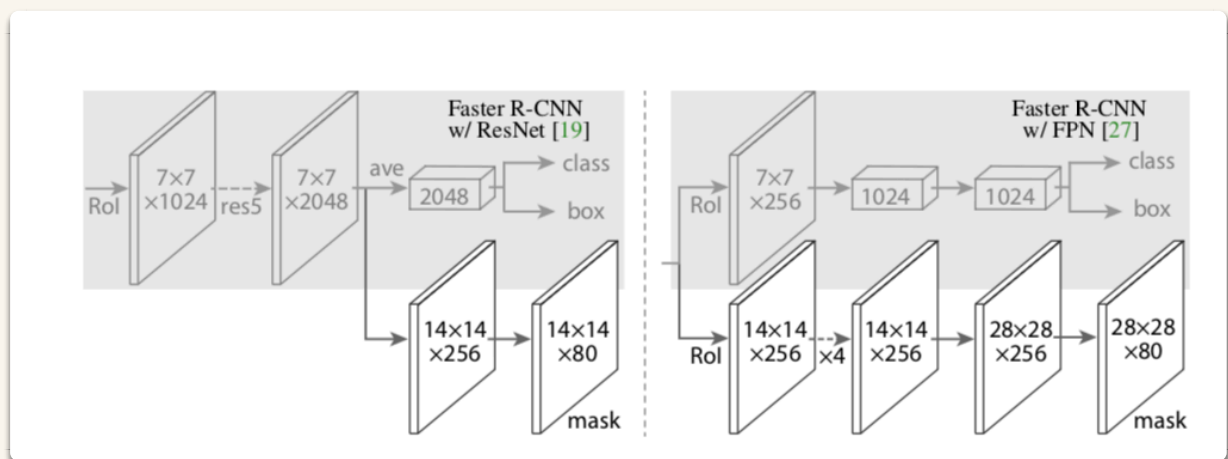 Faster R-CNN
w/ ResNet [19]
RoI
7×7
×1024
res5
7×7
×2048
ave
2048
class
box
14×14
×256
14×14
×80
mask
Faster R-CNN
w/ FPN [27]
RoI
7×7
×256
1024
1024
class
box
RoI
14×14
×256
×4
14×14
×256
28×28
×256
28×28
×80
mask